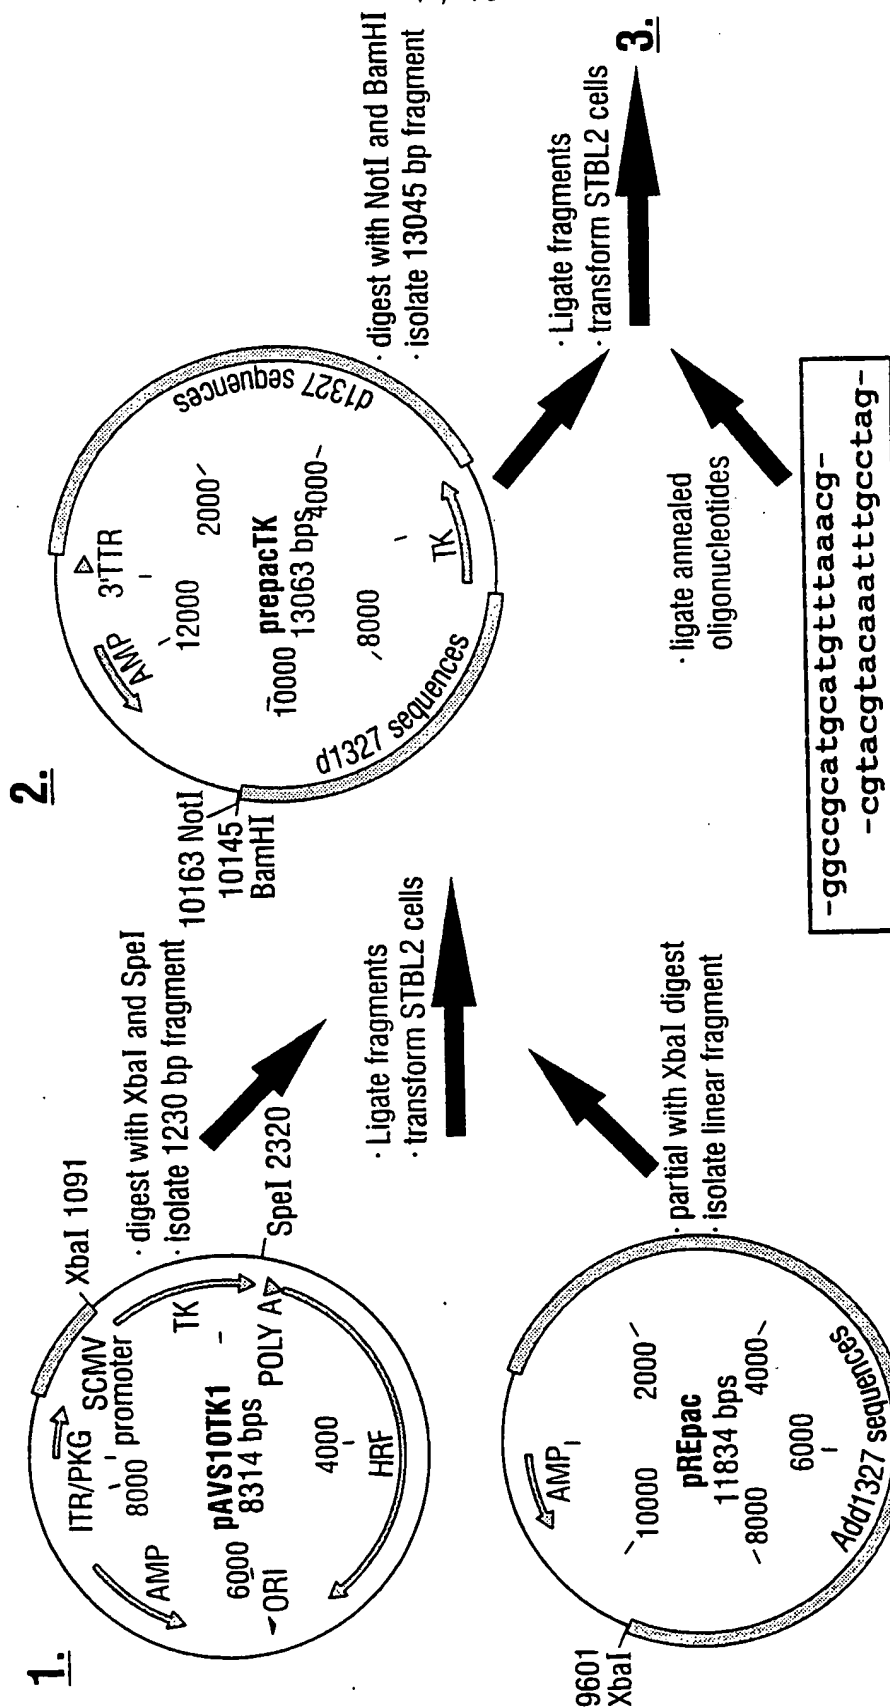 1.
XbaI 1091
ITR/PKG
SCMV
promoter
8000
AMP
TK
pAVS10TK1
8314 bps
6000
ORI
POLY A
4000
HRF
SpeI 2320
· digest with XbaI and SpeI
· isolate 1230 bp fragment
· Ligate fragments
· transform STBL2 cells
9601
XbaI
AMP
10000
2000
pREpac
11834 bps
8000
4000
6000
Add1327 sequences
· partial with XbaI digest
· isolate linear fragment
2.
10163 NotI
10145
BamHI
AMP
3'TTR
12000
2000
prepacTK
13063 bps
10000
4000
8000
TK
d1327 sequences
d1327 sequences
· digest with NotI and BamHI
· isolate 13045 bp fragment
· ligate annealed
oligonucleotides
-ggccgcatgcatgtttaaacg-
-cgtacgtacaaatttgcctag-
· Ligate fragments
· transform STBL2 cells
3.